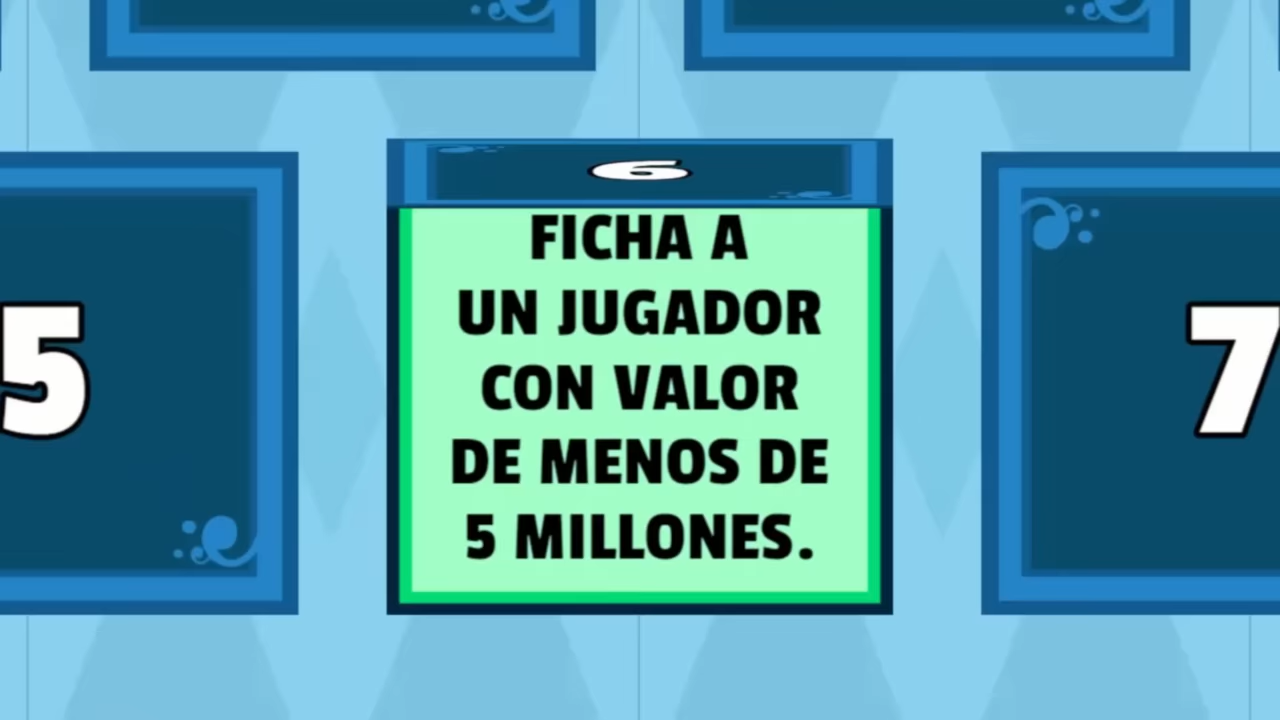 6
FICHA A
UN JUGADOR
CON VALOR
DE MENOS DE
5 MILLONES.
5
7